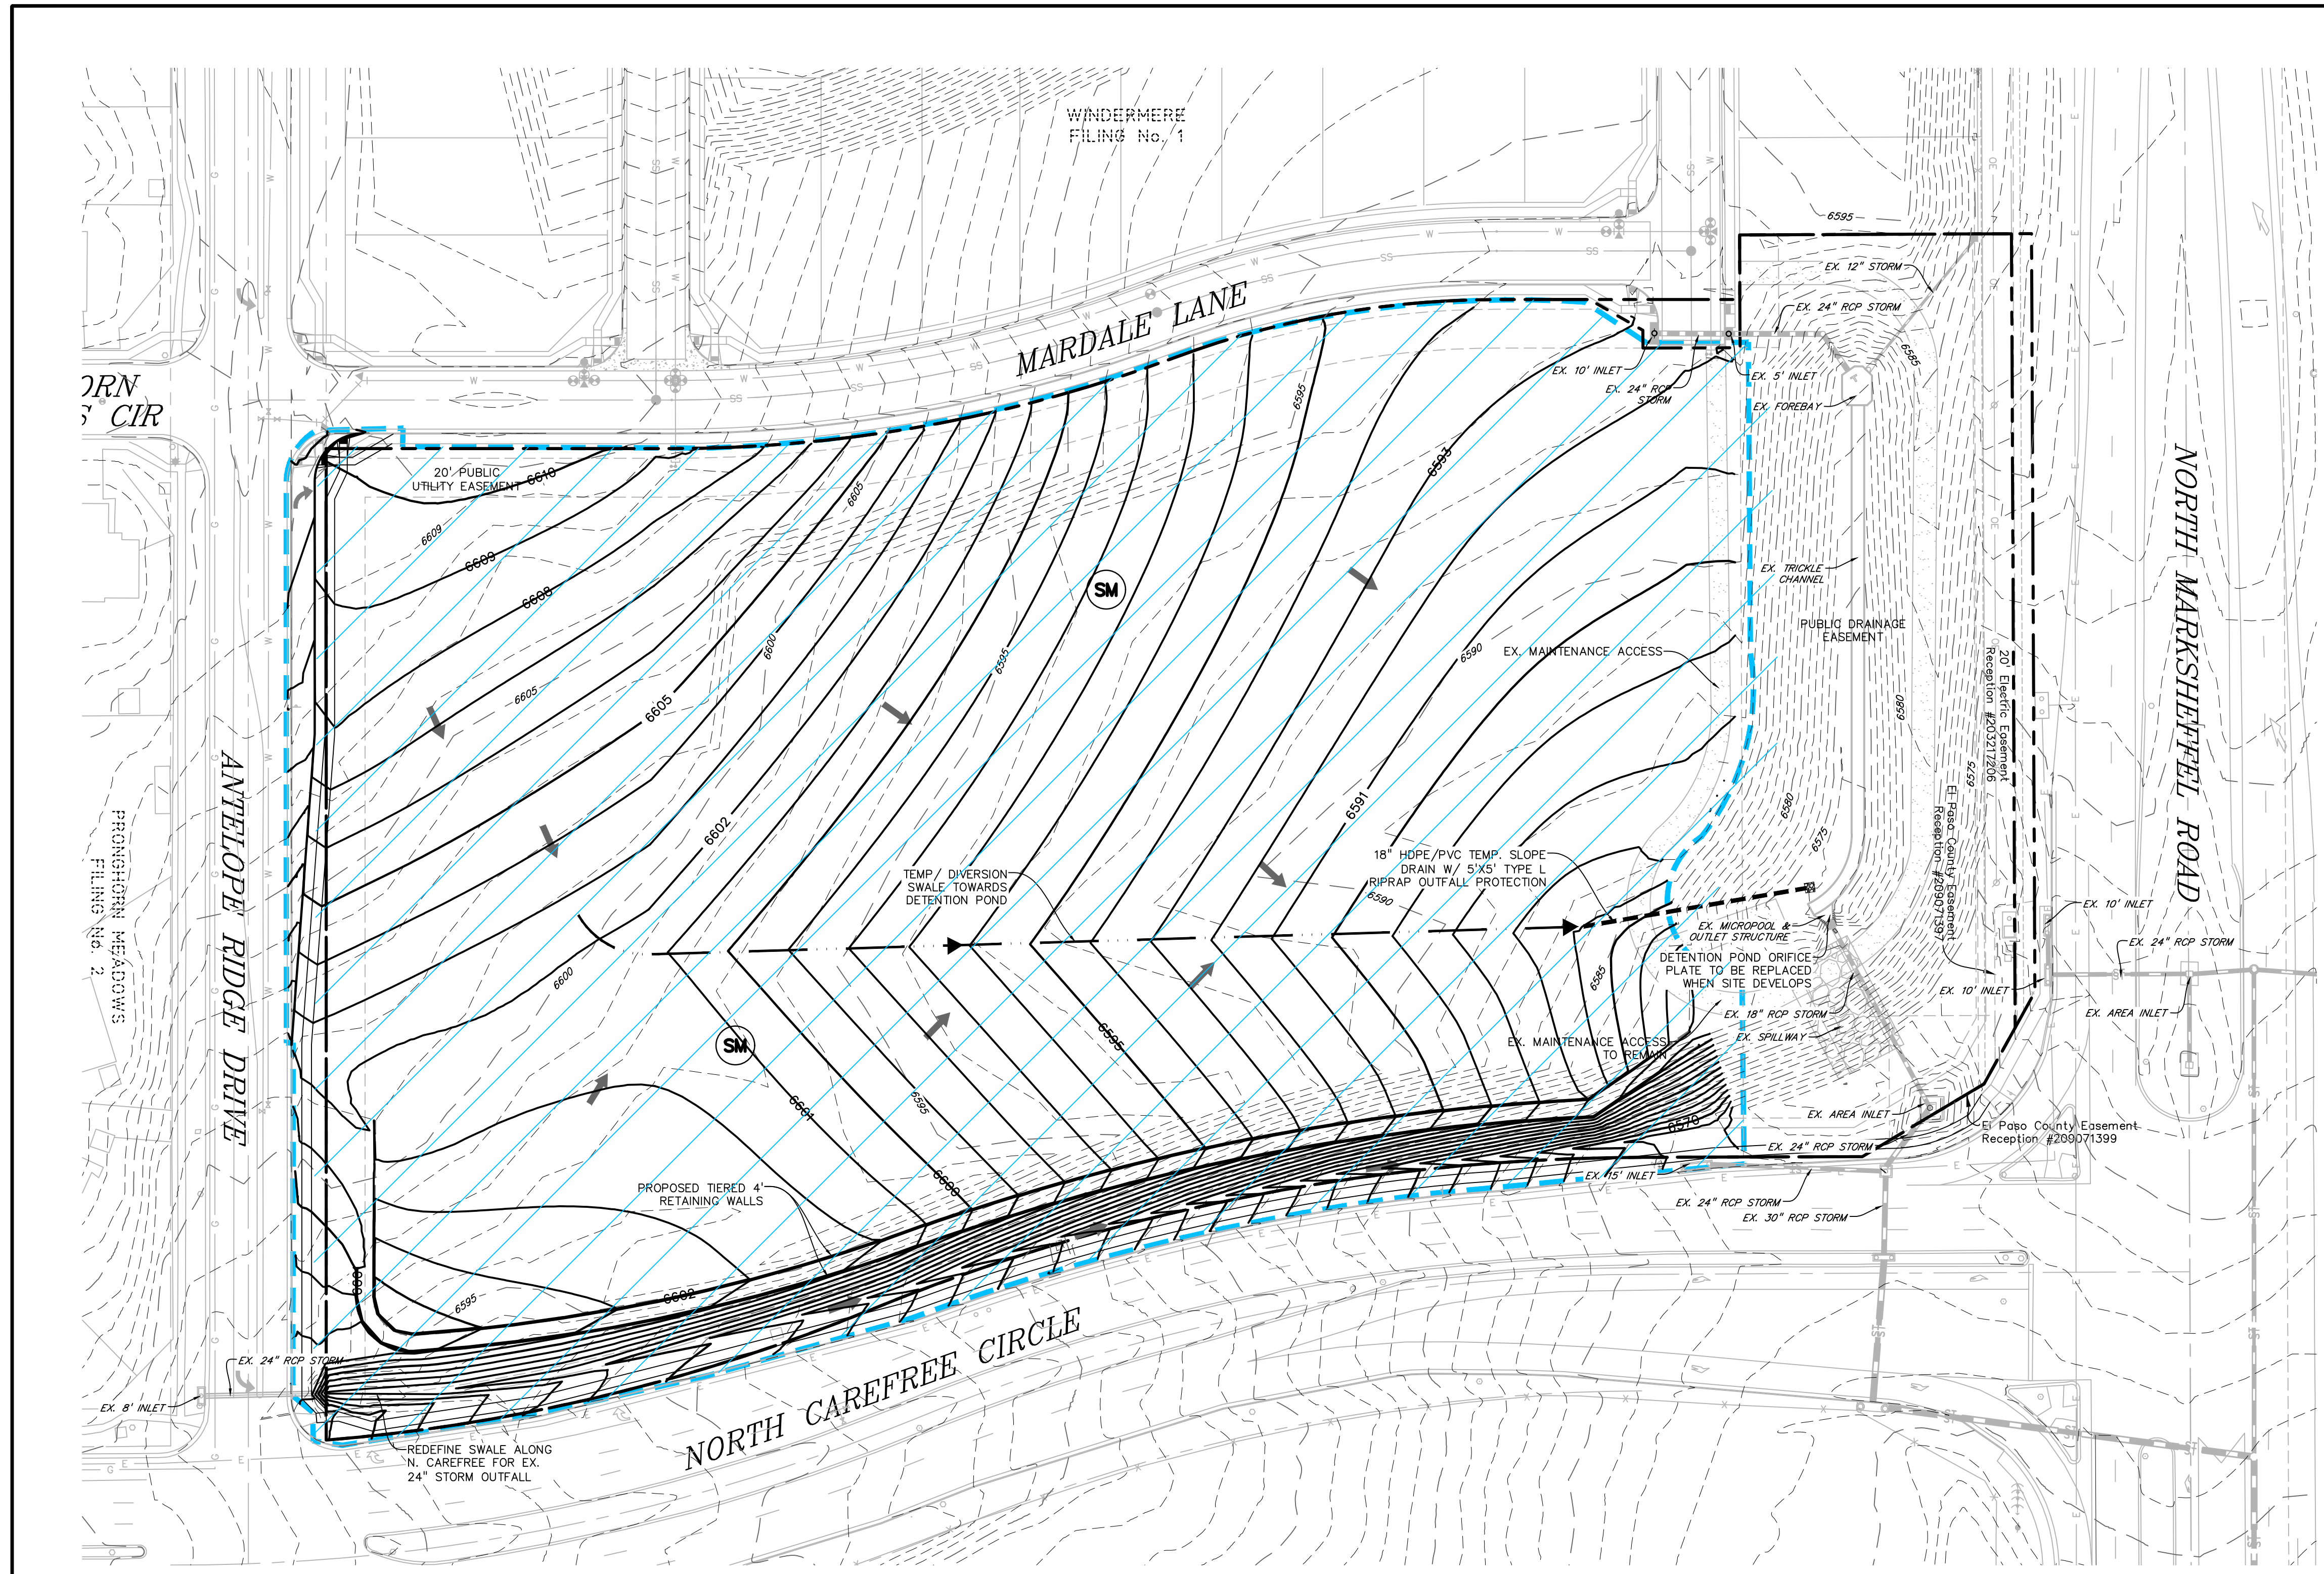 WINDERMERE
FILING No. 1
6595
EX. 12" STORM
EX. 24" RCP STORM
6585
MARDALE LANE
EX. 10' INLET
EX. 24" RCP
STORM
EX. 5' INLET
EX. FOREBAY
ORN
S' CIR
20' PUBLIC
UTILITY EASEMENT
6610
6609
6609
6608
6605
6605
6605
6600
6602
6600
6595
6595
6593
SM
6590
6591
6590
EX. MAINTENANCE ACCESS
EX. TRICKLE
CHANNEL
PUBLIC DRAINAGE
EASEMENT
6580
6580
6575
6575
20' Electric Easement
Reception #203217206
El Paso County Easement
Reception #209071397
NORTH MARKSHEFFEL ROAD
ANTELOPE RIDGE DRIVE
PRONGHORN MEADOWS
FILING NO. 2
TEMP/ DIVERSION
SWALE TOWARDS
DETENTION POND
18" HDPE/PVC TEMP. SLOPE
DRAIN W/ 5'X5' TYPE L
RIPRAP OUTFALL PROTECTION
EX. MICROPOOL &
OUTLET STRUCTURE
DETENTION POND ORIFICE
PLATE TO BE REPLACED
WHEN SITE DEVELOPS
6585
EX. 18" RCP STORM
EX. SPILLWAY
EX. MAINTENANCE ACCESS
TO REMAIN
EX. 10' INLET
EX. 24" RCP STORM
EX. 10' INLET
EX. AREA INLET
EX. AREA INLET
El Paso County Easement
Reception #209071399
SM
6595
6595
6601
6600
6570
EX. 24" RCP STORM
EX. 15' INLET
EX. 24" RCP STORM
EX. 30" RCP STORM
PROPOSED TIERED 4'
RETAINING WALLS
6602
6595
EX. 24" RCP STORM
EX. 8' INLET
NORTH CAREFREE CIRCLE
REDEFINE SWALE ALONG
N. CAREFREE FOR EX.
24" STORM OUTFALL